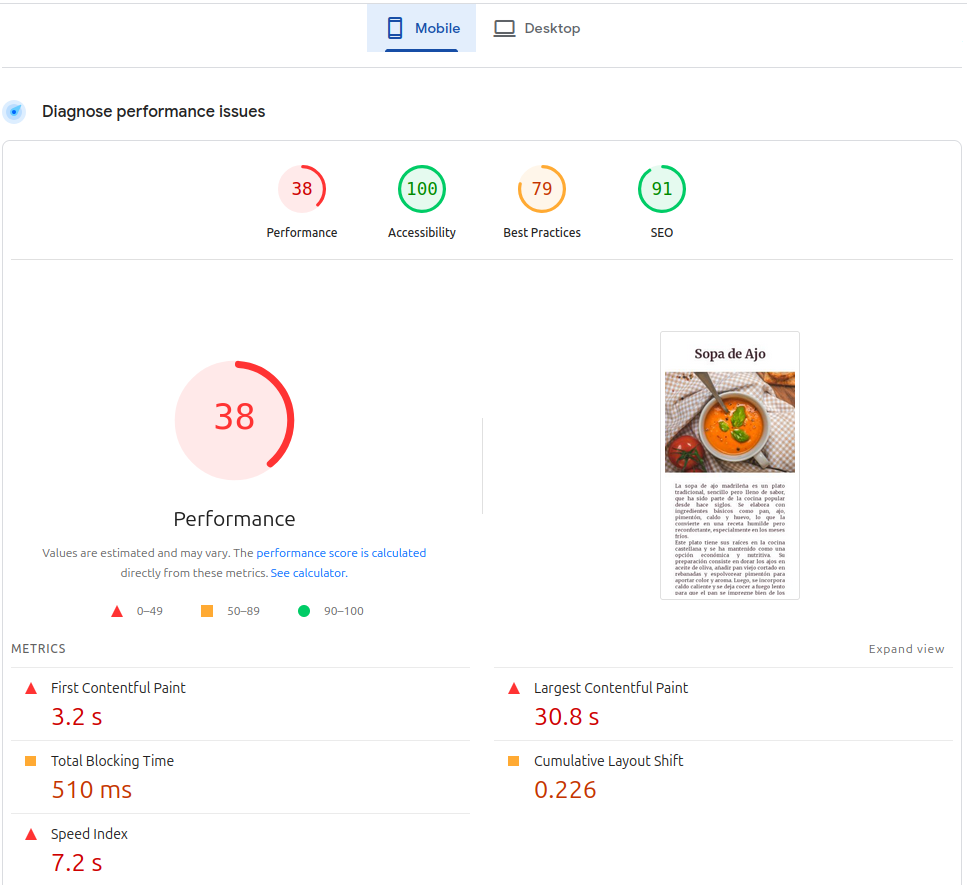 Mobile
Desktop
Diagnose performance issues
38
100
79
91
Performance
Accessibility
Best Practices
SEO
38
Performance
Values are estimated and may vary. The performance score is calculated
directly from these metrics. See calculator.
0–49
50–89
90–100
Sopa de Ajo
La sopa de ajo madrileña es un plato
tradicional, sencillo pero lleno de sabor,
que ha sido parte de la cocina popular
desde hace siglos. Se elabora con
ingredientes básicos como pan, ajo,
pimentón, caldo y huevo, lo que la
convierte en una receta humilde pero
reconfortante, especialmente en los meses
fríos.
Este plato tiene sus raíces en la cocina
castellana y se ha mantenido como una
opción económica y nutritiva. Su
preparación consiste en dorar los ajos en
aceite de oliva, añadir pan viejo cortado en
rebanadas y espolvorear pimentón para
aportar color y aroma. Luego, se incorpora
caldo caliente y se deja cocer a fuego lento
para que el pan se impregne bien de los
METRICS
Expand view
First Contentful Paint
3.2 s
Largest Contentful Paint
30.8 s
Total Blocking Time
510 ms
Cumulative Layout Shift
0.226
Speed Index
7.2 s